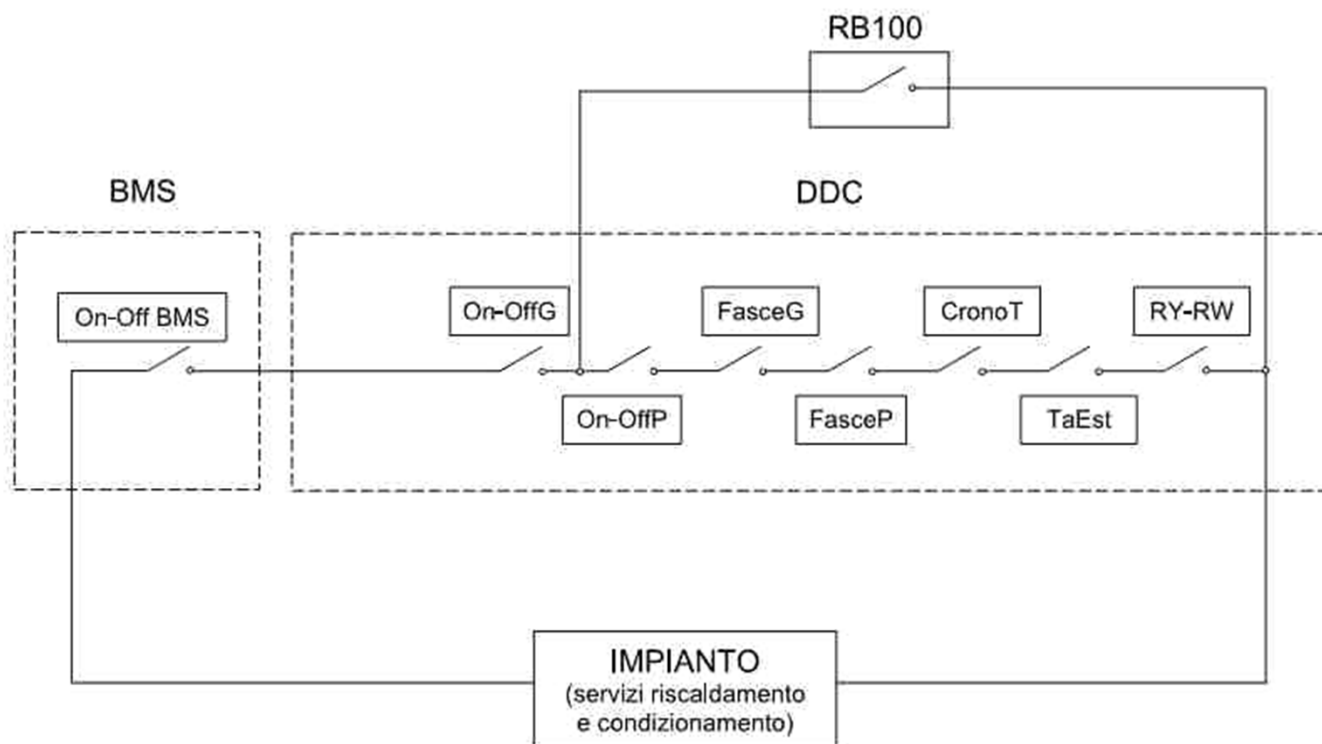 RB100
BMS
DDC
On-Off BMS
On-OffG
FasceG
CronoT
RY-RW
On-OffP
FasceP
TaEst
IMPIANTO
(servizi riscaldamento
e condizionamento)